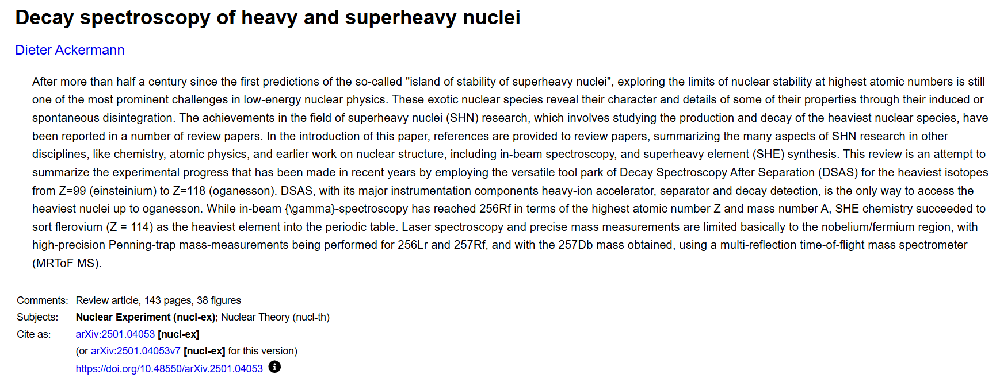 Decay spectroscopy of heavy and superheavy nuclei
Dieter Ackermann
After more than half a century since the first predictions of the so-called "island of stability of superheavy nuclei", exploring the limits of nuclear stability at highest atomic numbers is still
one of the most prominent challenges in low-energy nuclear physics. These exotic nuclear species reveal their character and details of some of their properties through their induced or
spontaneous disintegration. The achievements in the field of superheavy nuclei (SHN) research, which involves studying the production and decay of the heaviest nuclear species, have
been reported in a number of review papers. In the introduction of this paper, references are provided to review papers, summarizing the many aspects of SHN research in other
disciplines, like chemistry, atomic physics, and earlier work on nuclear structure, including in-beam spectroscopy, and superheavy element (SHE) synthesis. This review is an attempt to
summarize the experimental progress that has been made in recent years by employing the versatile tool park of Decay Spectroscopy After Separation (DSAS) for the heaviest isotopes
from Z=99 (einsteinium) to Z=118 (oganesson). DSAS, with its major instrumentation components heavy-ion accelerator, separator and decay detection, is the only way to access the
heaviest nuclei up to oganesson. While in-beam {\gamma}-spectroscopy has reached 256Rf in terms of the highest atomic number Z and mass number A, SHE chemistry succeeded to
sort flerovium (Z = 114) as the heaviest element into the periodic table. Laser spectroscopy and precise mass measurements are limited basically to the nobelium/fermium region, with
high-precision Penning-trap mass-measurements being performed for 256Lr and 257Rf, and with the 257Db mass obtained, using a multi-reflection time-of-flight mass spectrometer
(MRToF MS).
Comments: Review article, 143 pages, 38 figures
Subjects: Nuclear Experiment (nucl-ex); Nuclear Theory (nucl-th)
Cite as: arXiv:2501.04053 [nucl-ex]
(or arXiv:2501.04053v7 [nucl-ex] for this version)
https://doi.org/10.48550/arXiv.2501.04053